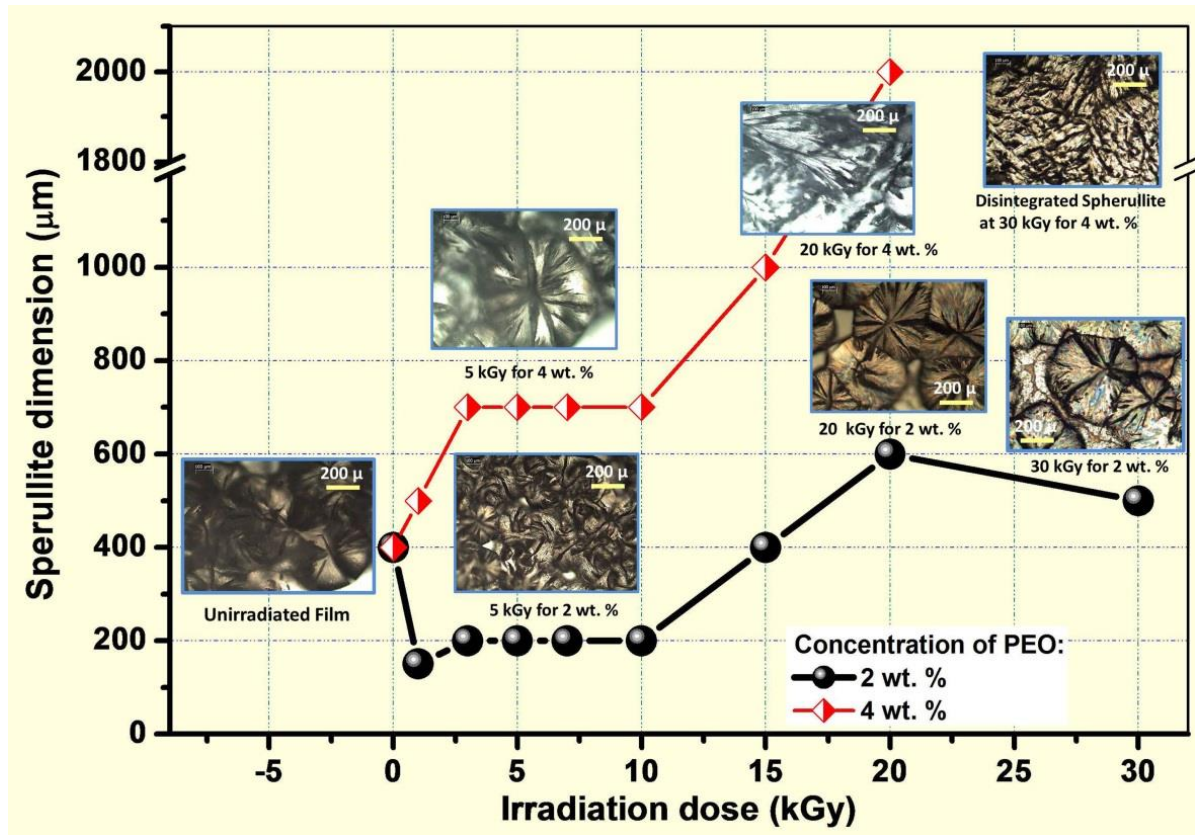 2000
1800
1000
800
600
400
200
0
Sperullite dimension (μm)
200 μ
Disintegrated Spherullite
at 30 kGy for 4 wt. %
200 μ
20 kGy for 4 wt. %
200 μ
5 kGy for 4 wt. %
200 μ
20 kGy for 2 wt. %
200 μ
30 kGy for 2 wt. %
200 μ
Unirradiated Film
200 μ
5 kGy for 2 wt. %
Concentration of PEO:
2 wt. %
4 wt. %
-5
0
5
10
15
20
25
30
Irradiation dose (kGy)